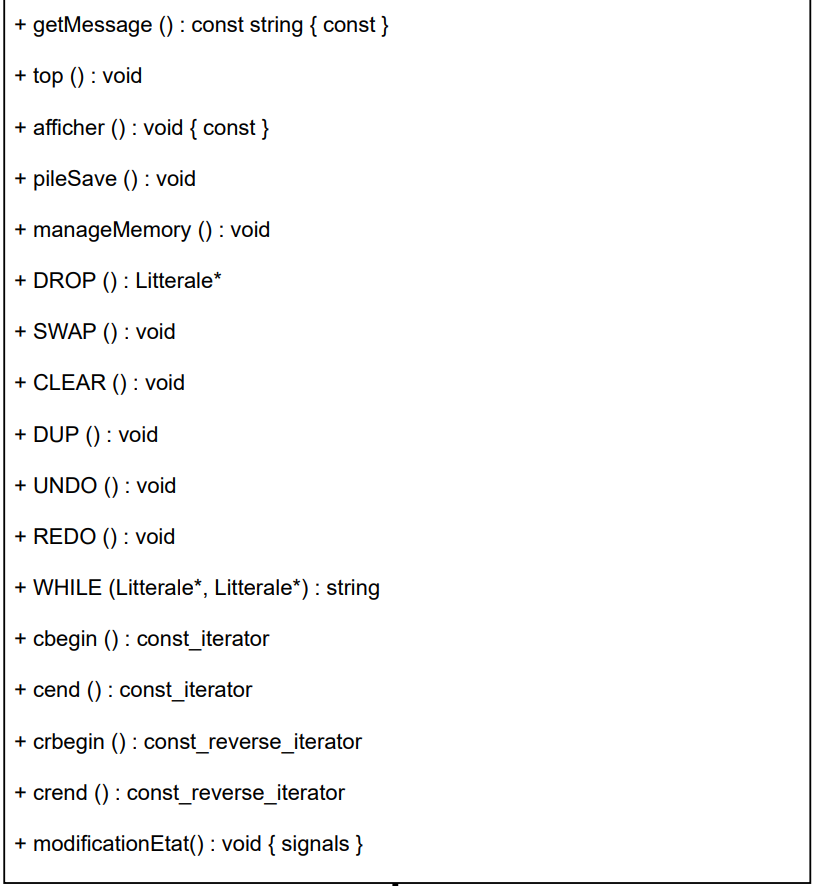 + getMessage () : const string { const }
+ top () : void
+ afficher () : void { const }
+ pileSave () : void
+ manageMemory () : void
+ DROP () : Litterale*
+ SWAP () : void
+ CLEAR () : void
+ DUP () : void
+ UNDO () : void
+ REDO () : void
+ WHILE (Litterale*, Litterale*) : string
+ cbegin () : const_iterator
+ cend () : const_iterator
+ crbegin () : const_reverse_iterator
+ crend () : const_reverse_iterator
+ modificationEtat() : void { signals }